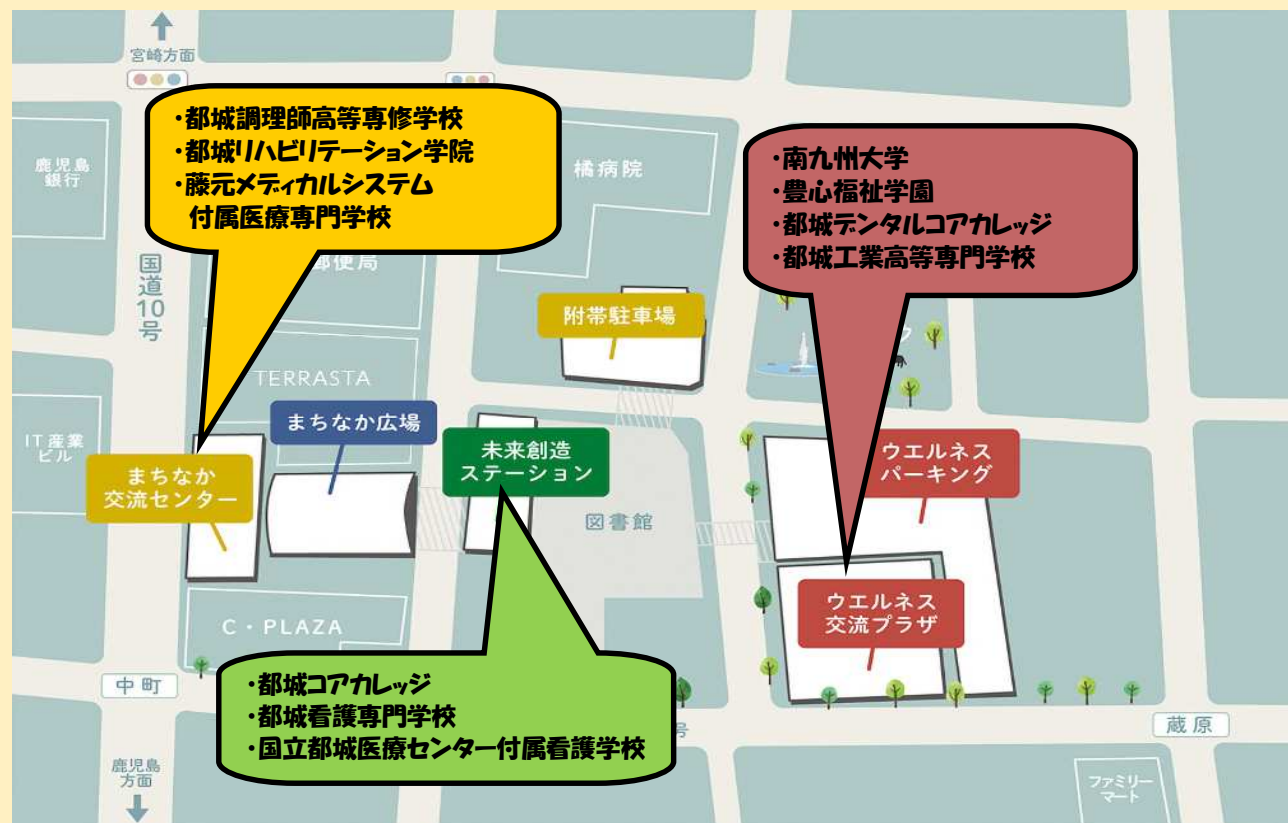 宮崎方面
・都城調理師高等専修学校
・都城リハビリテーション学院
・藤元メディカルシステム
付属医療専門学校
・南九州大学
・豊心福祉学園
・都城デンタルコアカレッジ
・都城工業高等専門学校
鹿児島
銀行
橘病院
国道10号
便局
附帯駐車場
TERRASTA
まちなか広場
IT産業
ビル
まちなか
交流センター
未来創造
ステーション
図書館
ウエルネス
パーキング
ウエルネス
交流プラザ
C・PLAZA
・都城コアカレッジ
・都城看護専門学校
・国立都城医療センター付属看護学校
中町
号
蔵原
鹿児島
方面
ファミリー
マート